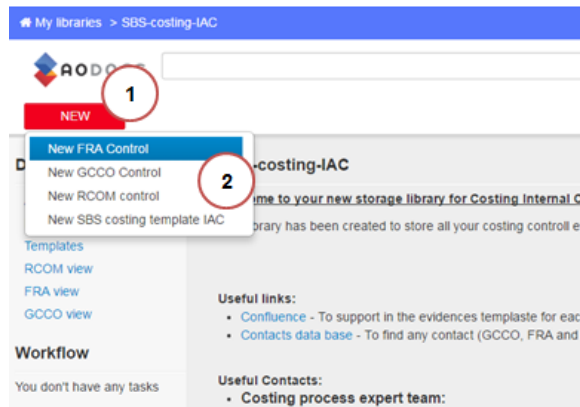 My libraries > SBS-costing-IAC
AODOCS
1
NEW
New FRA Control
New GCCO Control
New RCOM control
New SBS costing template IAC
2
D
-costing-IAC
me to your new storage library for Costing Internal C
brary has been created to store all your costing controll e
Templates
RCOM view
FRA view
GCCO view
Useful links:
• Confluence - To support in the evidences templaste for eac
• Contacts data base - To find any contact (GCCO, FRA and
Workflow
You don't have any tasks
Useful Contacts:
• Costing process expert team: